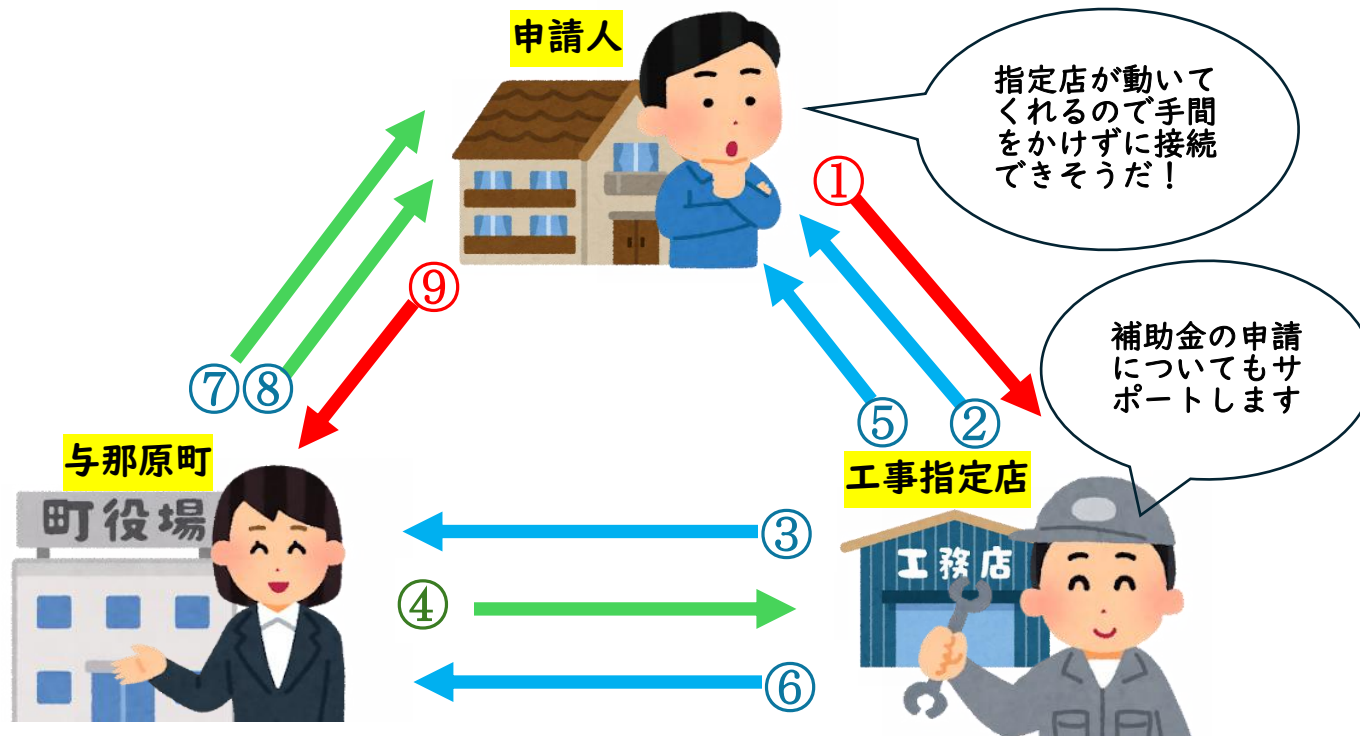 申請人
指定店が動いて
くれるので手間
をかけずに接続
できそうだ！
①
⑨
⑦⑧
⑤
②
補助金の申請
についてもサ
ポートします
与那原町
町役場
工事指定店
工務店
③
④
⑥